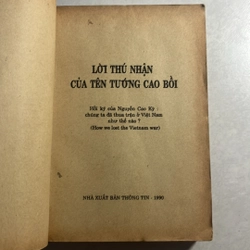 LỜI THÚ NHẬN
CỦA TÊN TƯỚNG CAO BỒI
Hồi ký của Nguyễn Cao Kỳ :
chúng ta đã thua trận ở Việt Nam
như thế nào ?
(How we lost the Vietnam war)
NHÀ XUẤT BẢN THÔNG TIN - 1990